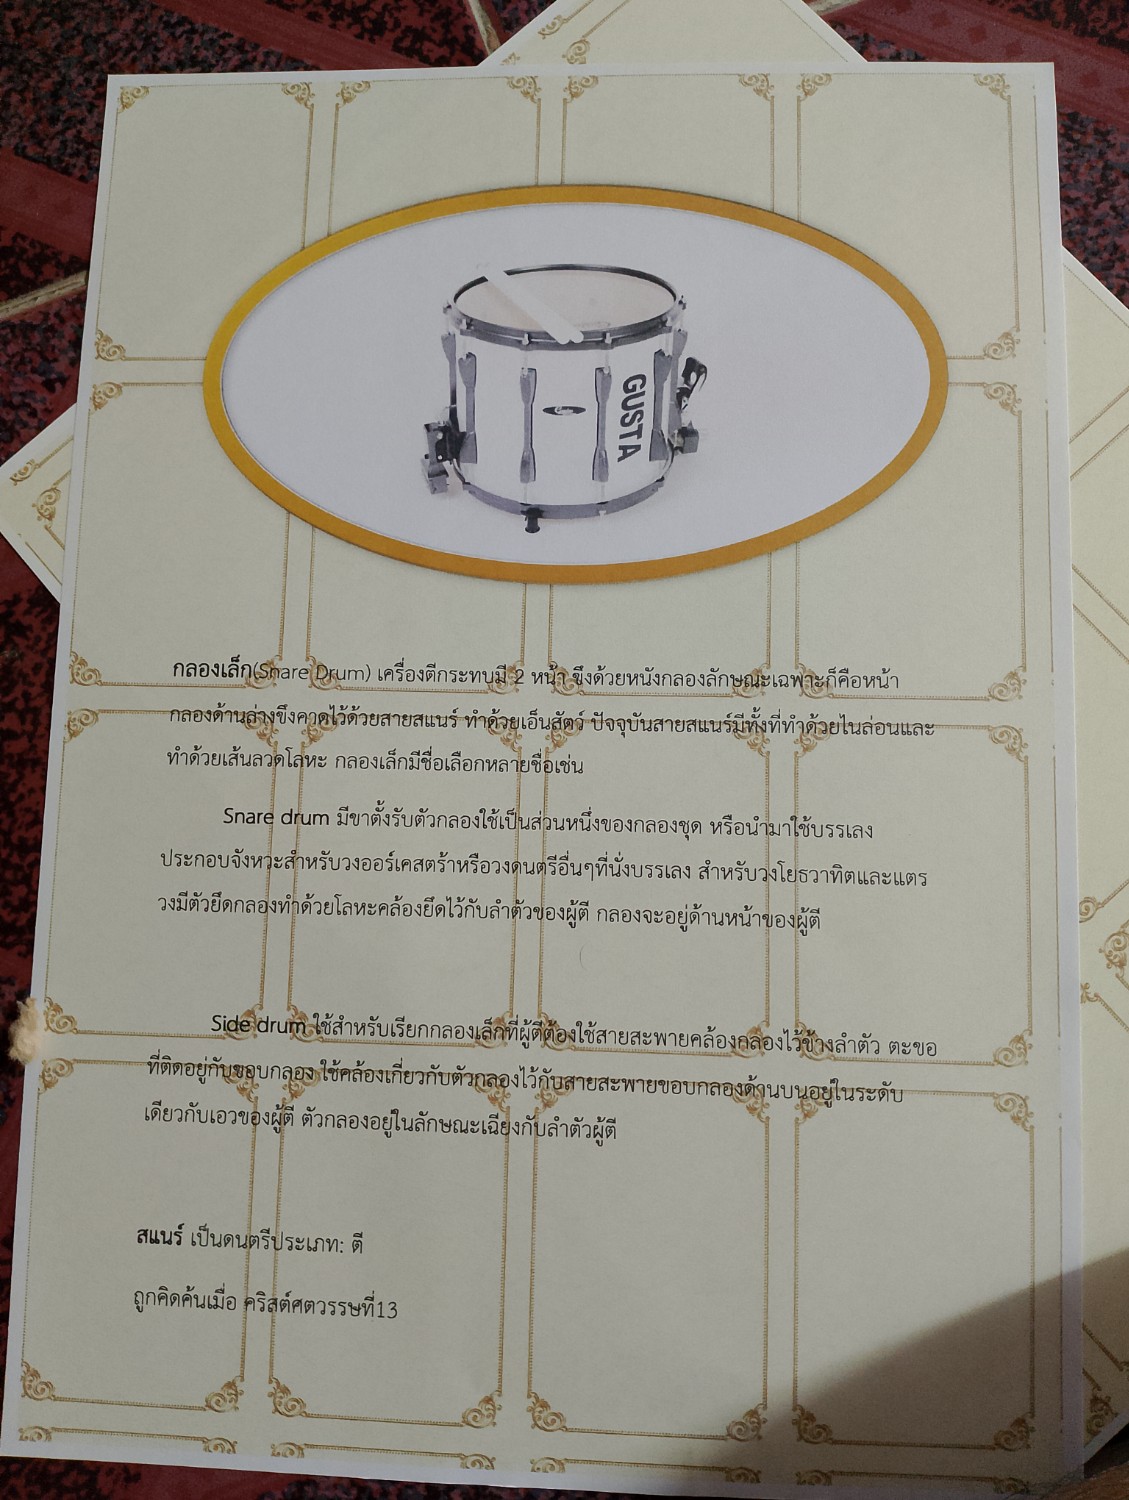 GUSTA
กลองเล็ก(Snare Drum) เครื่องตีกระทบมี 2 หน้า ขึงด้วยหนังกลองลักษณะเฉพาะก็คือหน้า
กลองด้านล่างขึงคาดไว้ด้วยสายสแนร์ ทำด้วยเอ็นสัตว์ ปัจจุบันสายสแนร์มีทั้งที่ทำด้วยไนล่อนและ
ทำด้วยเส้นลวดโลหะ กลองเล็กมีชื่อเลือกหลายชื่อเช่น
Snare drum มีขาตั้งรับตัวกลองใช้เป็นส่วนหนึ่งของกลองชุด หรือนำมาใช้บรรเลง
ประกอบจังหวะสำหรับวงออร์เคสตร้าหรือวงดนตรีอื่นๆที่นั่งบรรเลง สำหรับวงโยธวาทิตและแตร
วงมีตัวยึดกลองทำด้วยโลหะคล้องยึดไว้กับลำตัวของผู้ตี กลองจะอยู่ด้านหน้าของผู้ตี
Side drum ใช้สำหรับเรียกกลองเล็กที่ผู้ตีต้องใช้สายสะพายคล้องกลองไว้ข้างลำตัว ตะขอ
ที่ติดอยู่กับขอบกลอง ใช้คล้องเกี่ยวกับตัวกลองไว้กับสายสะพายขอบกลองด้านบนอยู่ในระดับ
เดียวกับเอวของผู้ตี ตัวกลองอยู่ในลักษณะเฉียงกับลำตัวผู้ตี
สแนร์ เป็นดนตรีประเภท: ตี
ถูกคิดค้นเมื่อ คริสต์ศตวรรษที่13